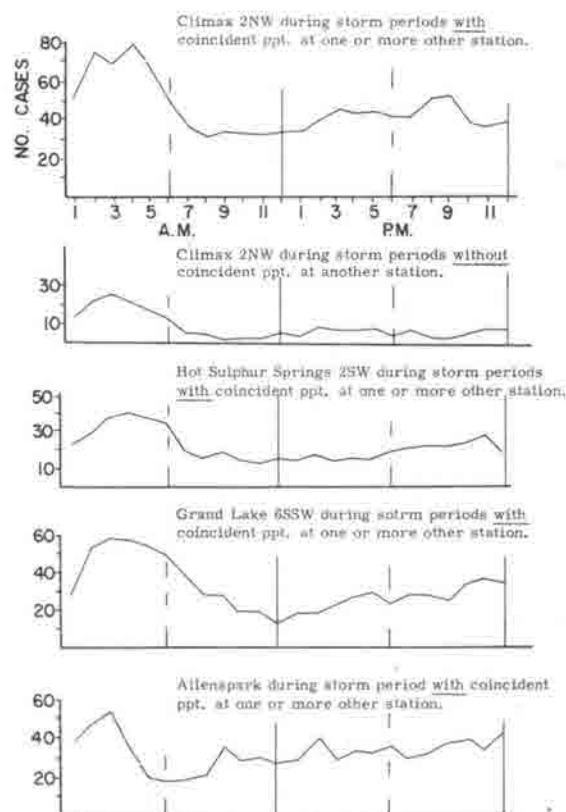 Climax 2NW during storm periods with
coincident ppt. at one or more other station.
80
60
40
20
NO. CASES
1 3 5 7 9 11 1 3 5 7 9 11
A.M. P.M.
Climax 2NW during storm periods without
coincident ppt. at another station.
30
10
Hot Sulphur Springs 2SW during storm periods
with coincident ppt. at one or more other station.
50
30
10
Grand Lake 6SSW during sotrm periods with
coincident ppt. at one or more other station.
60
40
20
Allenspark during storm period with coincident
ppt. at one or more other station.
60
40
20